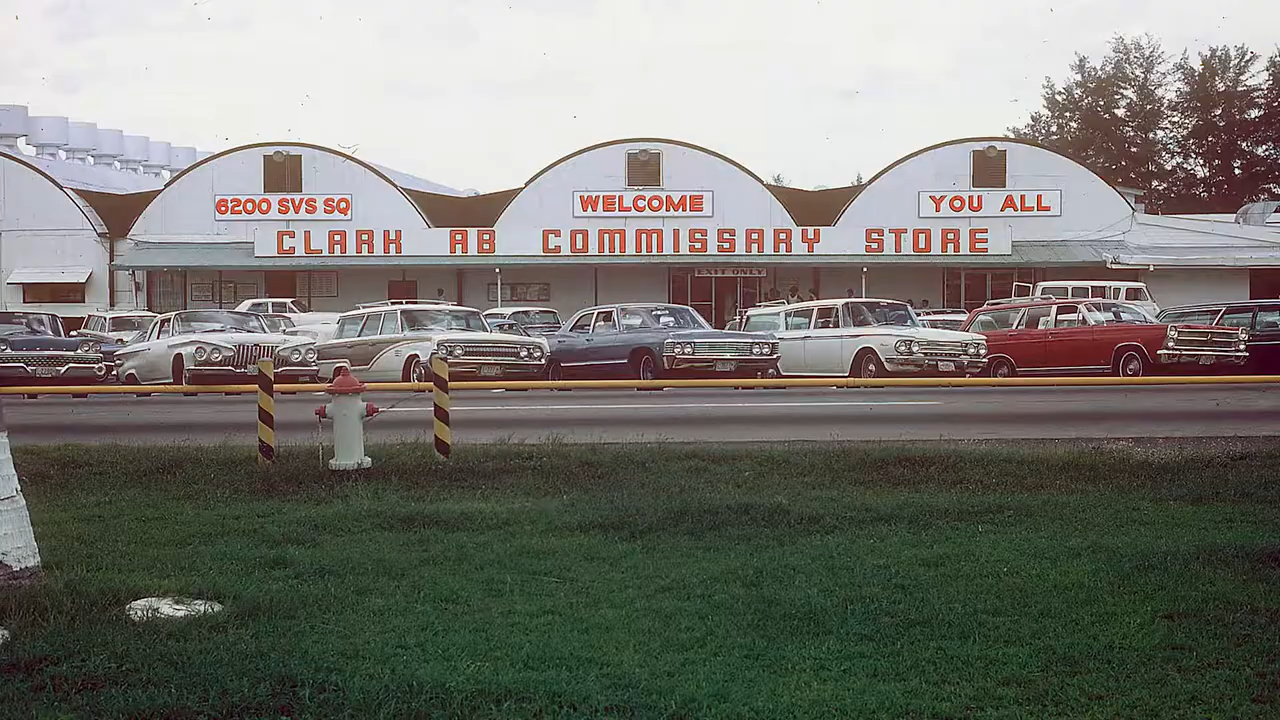 6200 SVS SQ
WELCOME
YOU ALL
CLARK AB COMMISSARY STORE
EXIT ONLY